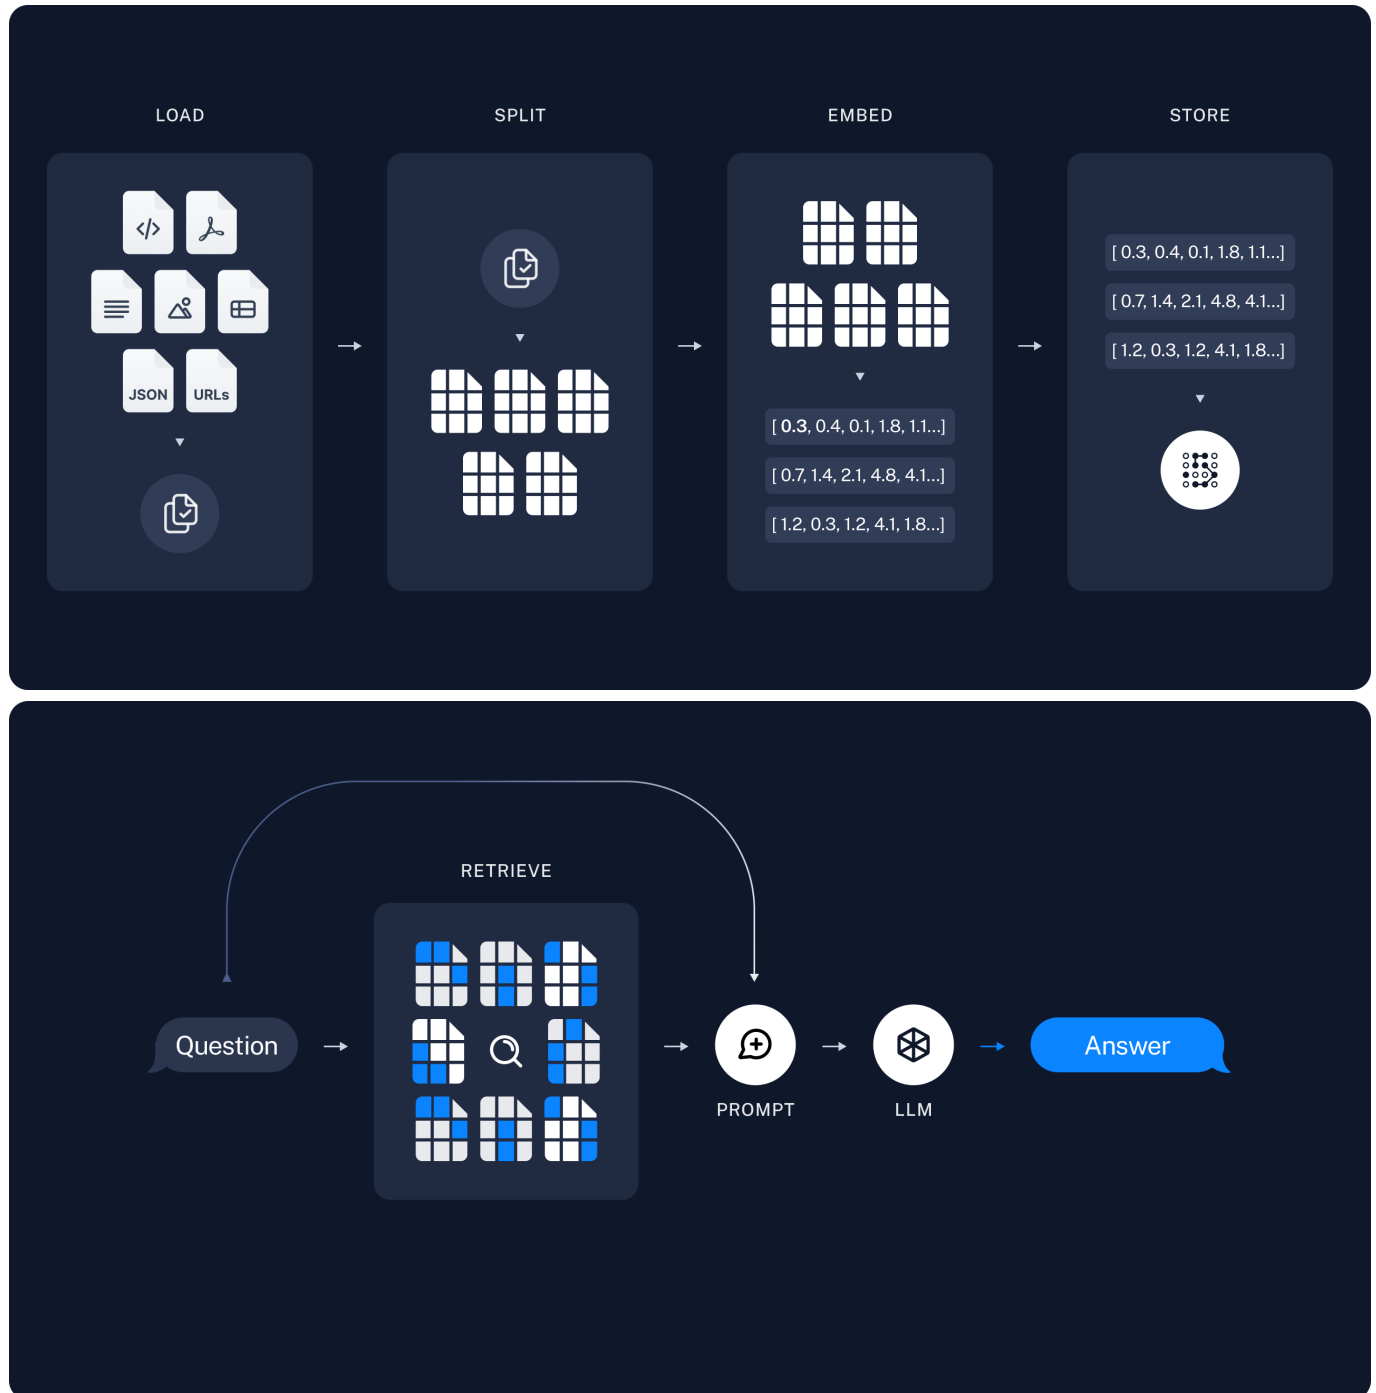 LOAD
SPLIT
EMBED
STORE
JSON
URLs
[ 0.3, 0.4, 0.1, 1.8, 1.1...]
[ 0.7, 1.4, 2.1, 4.8, 4.1...]
[ 1.2, 0.3, 1.2, 4.1, 1.8...]
[ 0.3, 0.4, 0.1, 1.8, 1.1...]
[ 0.7, 1.4, 2.1, 4.8, 4.1...]
[ 1.2, 0.3, 1.2, 4.1, 1.8...]
RETRIEVE
Question
PROMPT
LLM
Answer